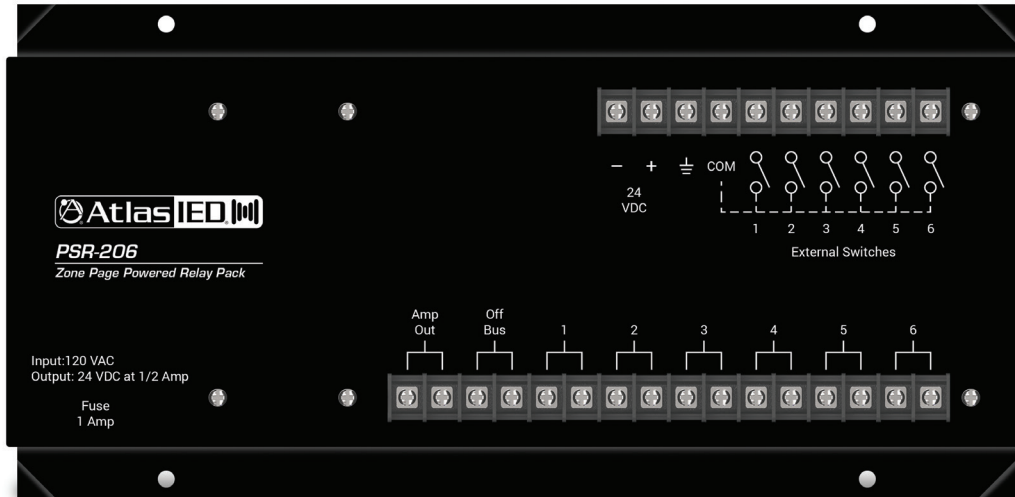 − + COM
24
VDC
1 2 3 4 5 6
External Switches
Atlas IED
PSR-206
Zone Page Powered Relay Pack
Amp
Out
Off
Bus
1 2 3 4 5 6
Input:120 VAC
Output: 24 VDC at 1/2 Amp
Fuse
1 Amp